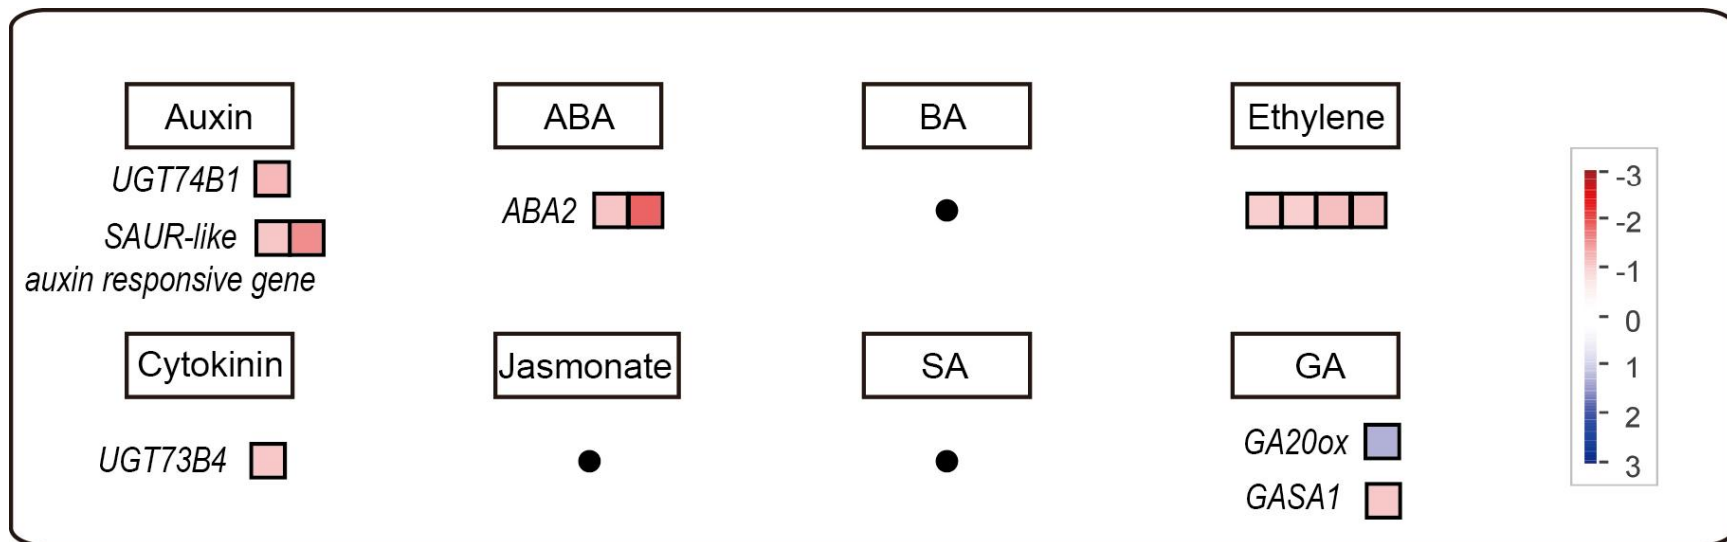 Auxin
ABA
BA
Ethylene
UGT74B1
SAUR-like
auxin responsive gene
ABA2
-3
-2
-1
0
1
2
3
Cytokinin
Jasmonate
SA
GA
UGT73B4
GA20ox
GASA1